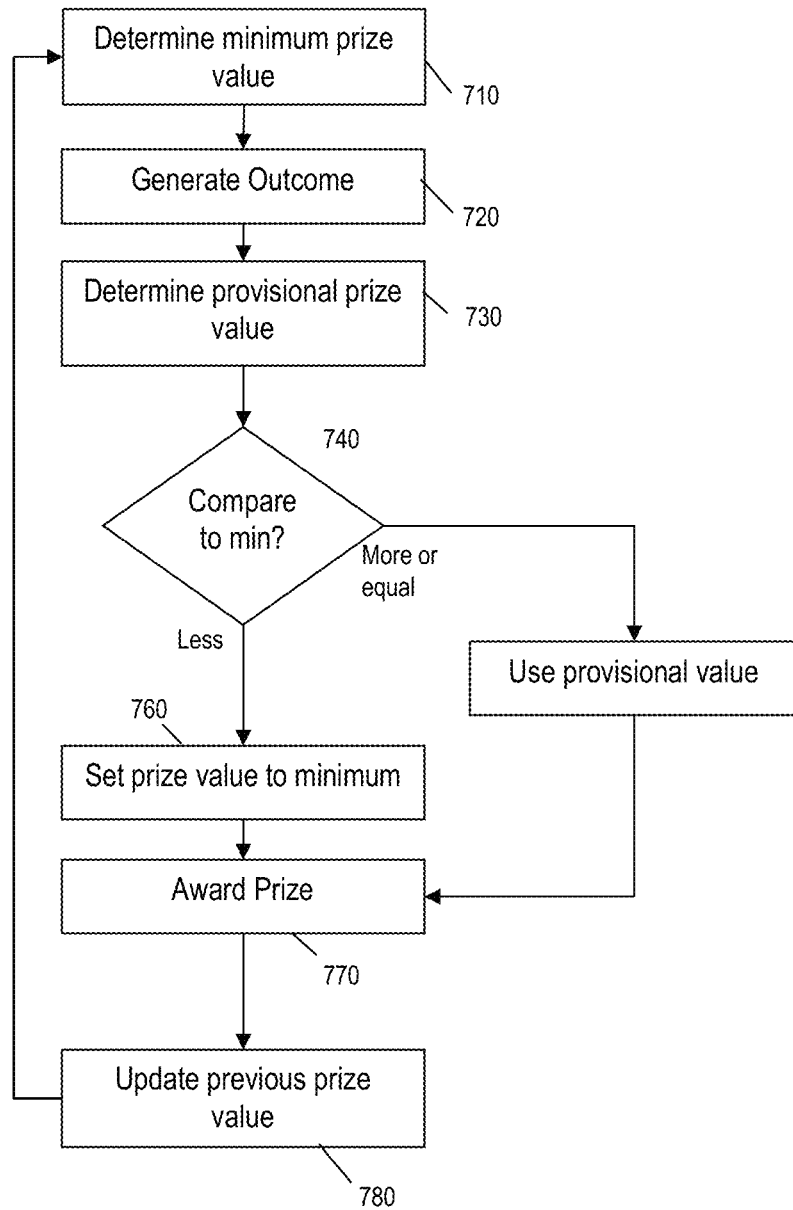 Determine minimum prize
value
710
Generate Outcome
720
Determine provisional prize
value
730
740
Compare
to min?
More or
equal
Less
Use provisional value
760
Set prize value to minimum
Award Prize
770
Update previous prize
value
780